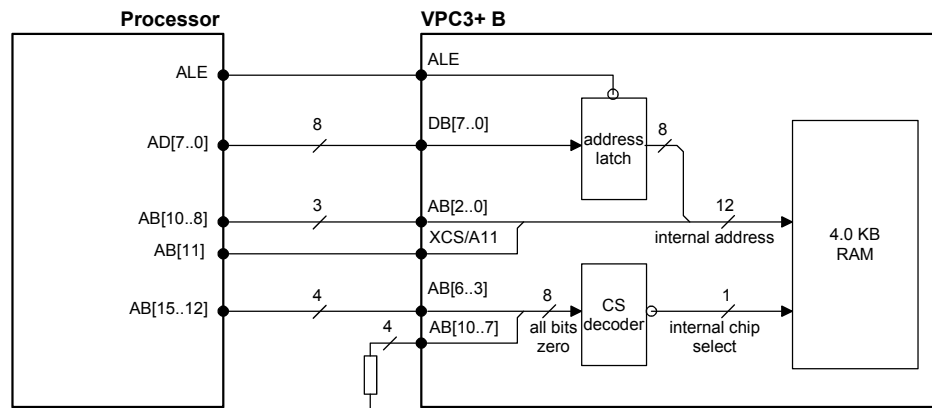 Processor
VPC3+ B
ALE
ALE
AD[7..0]
8
DB[7..0]
address
latch
8
AB[10..8]
3
AB[2..0]
12
internal address
AB[11]
XCS/A11
4.0 KB
RAM
AB[15..12]
4
AB[6..3]
8
all bits
zero
CS
decoder
1
internal chip
select
4
AB[10..7]